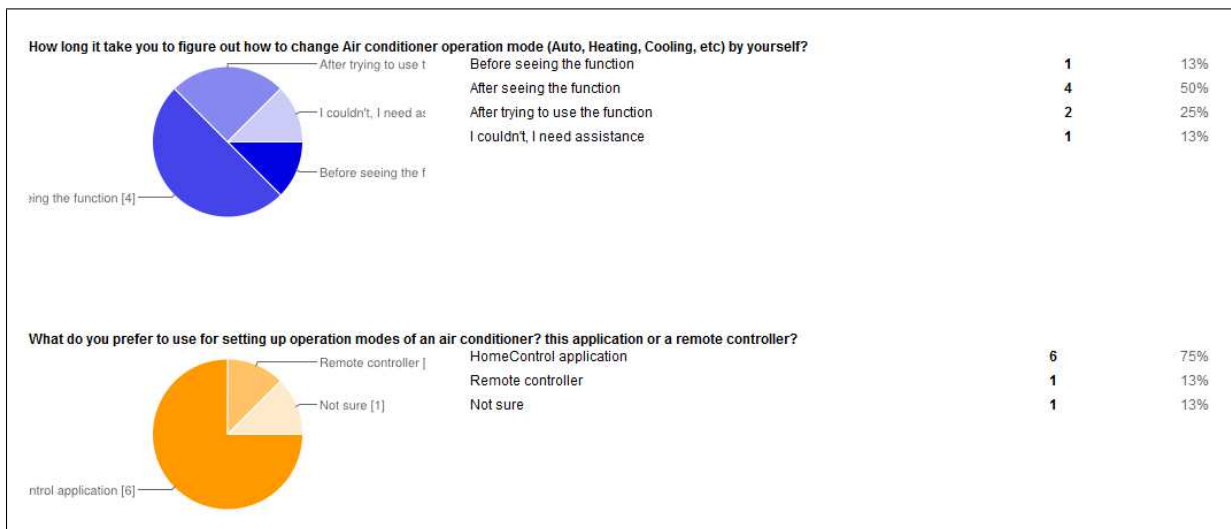 How long it take you to figure out how to change Air conditioner operation mode (Auto, Heating, Cooling, etc) by yourself?
After trying to use t
I couldn't, I need as
Before seeing the f
ing the function [4]
Before seeing the function 1 13%
After seeing the function 4 50%
After trying to use the function 2 25%
I couldn't, I need assistance 1 13%
What do you prefer to use for setting up operation modes of an air conditioner? this application or a remote controller?
Remote controller [
Not sure [1]
ntrol application [6]
HomeControl application 6 75%
Remote controller 1 13%
Not sure 1 13%